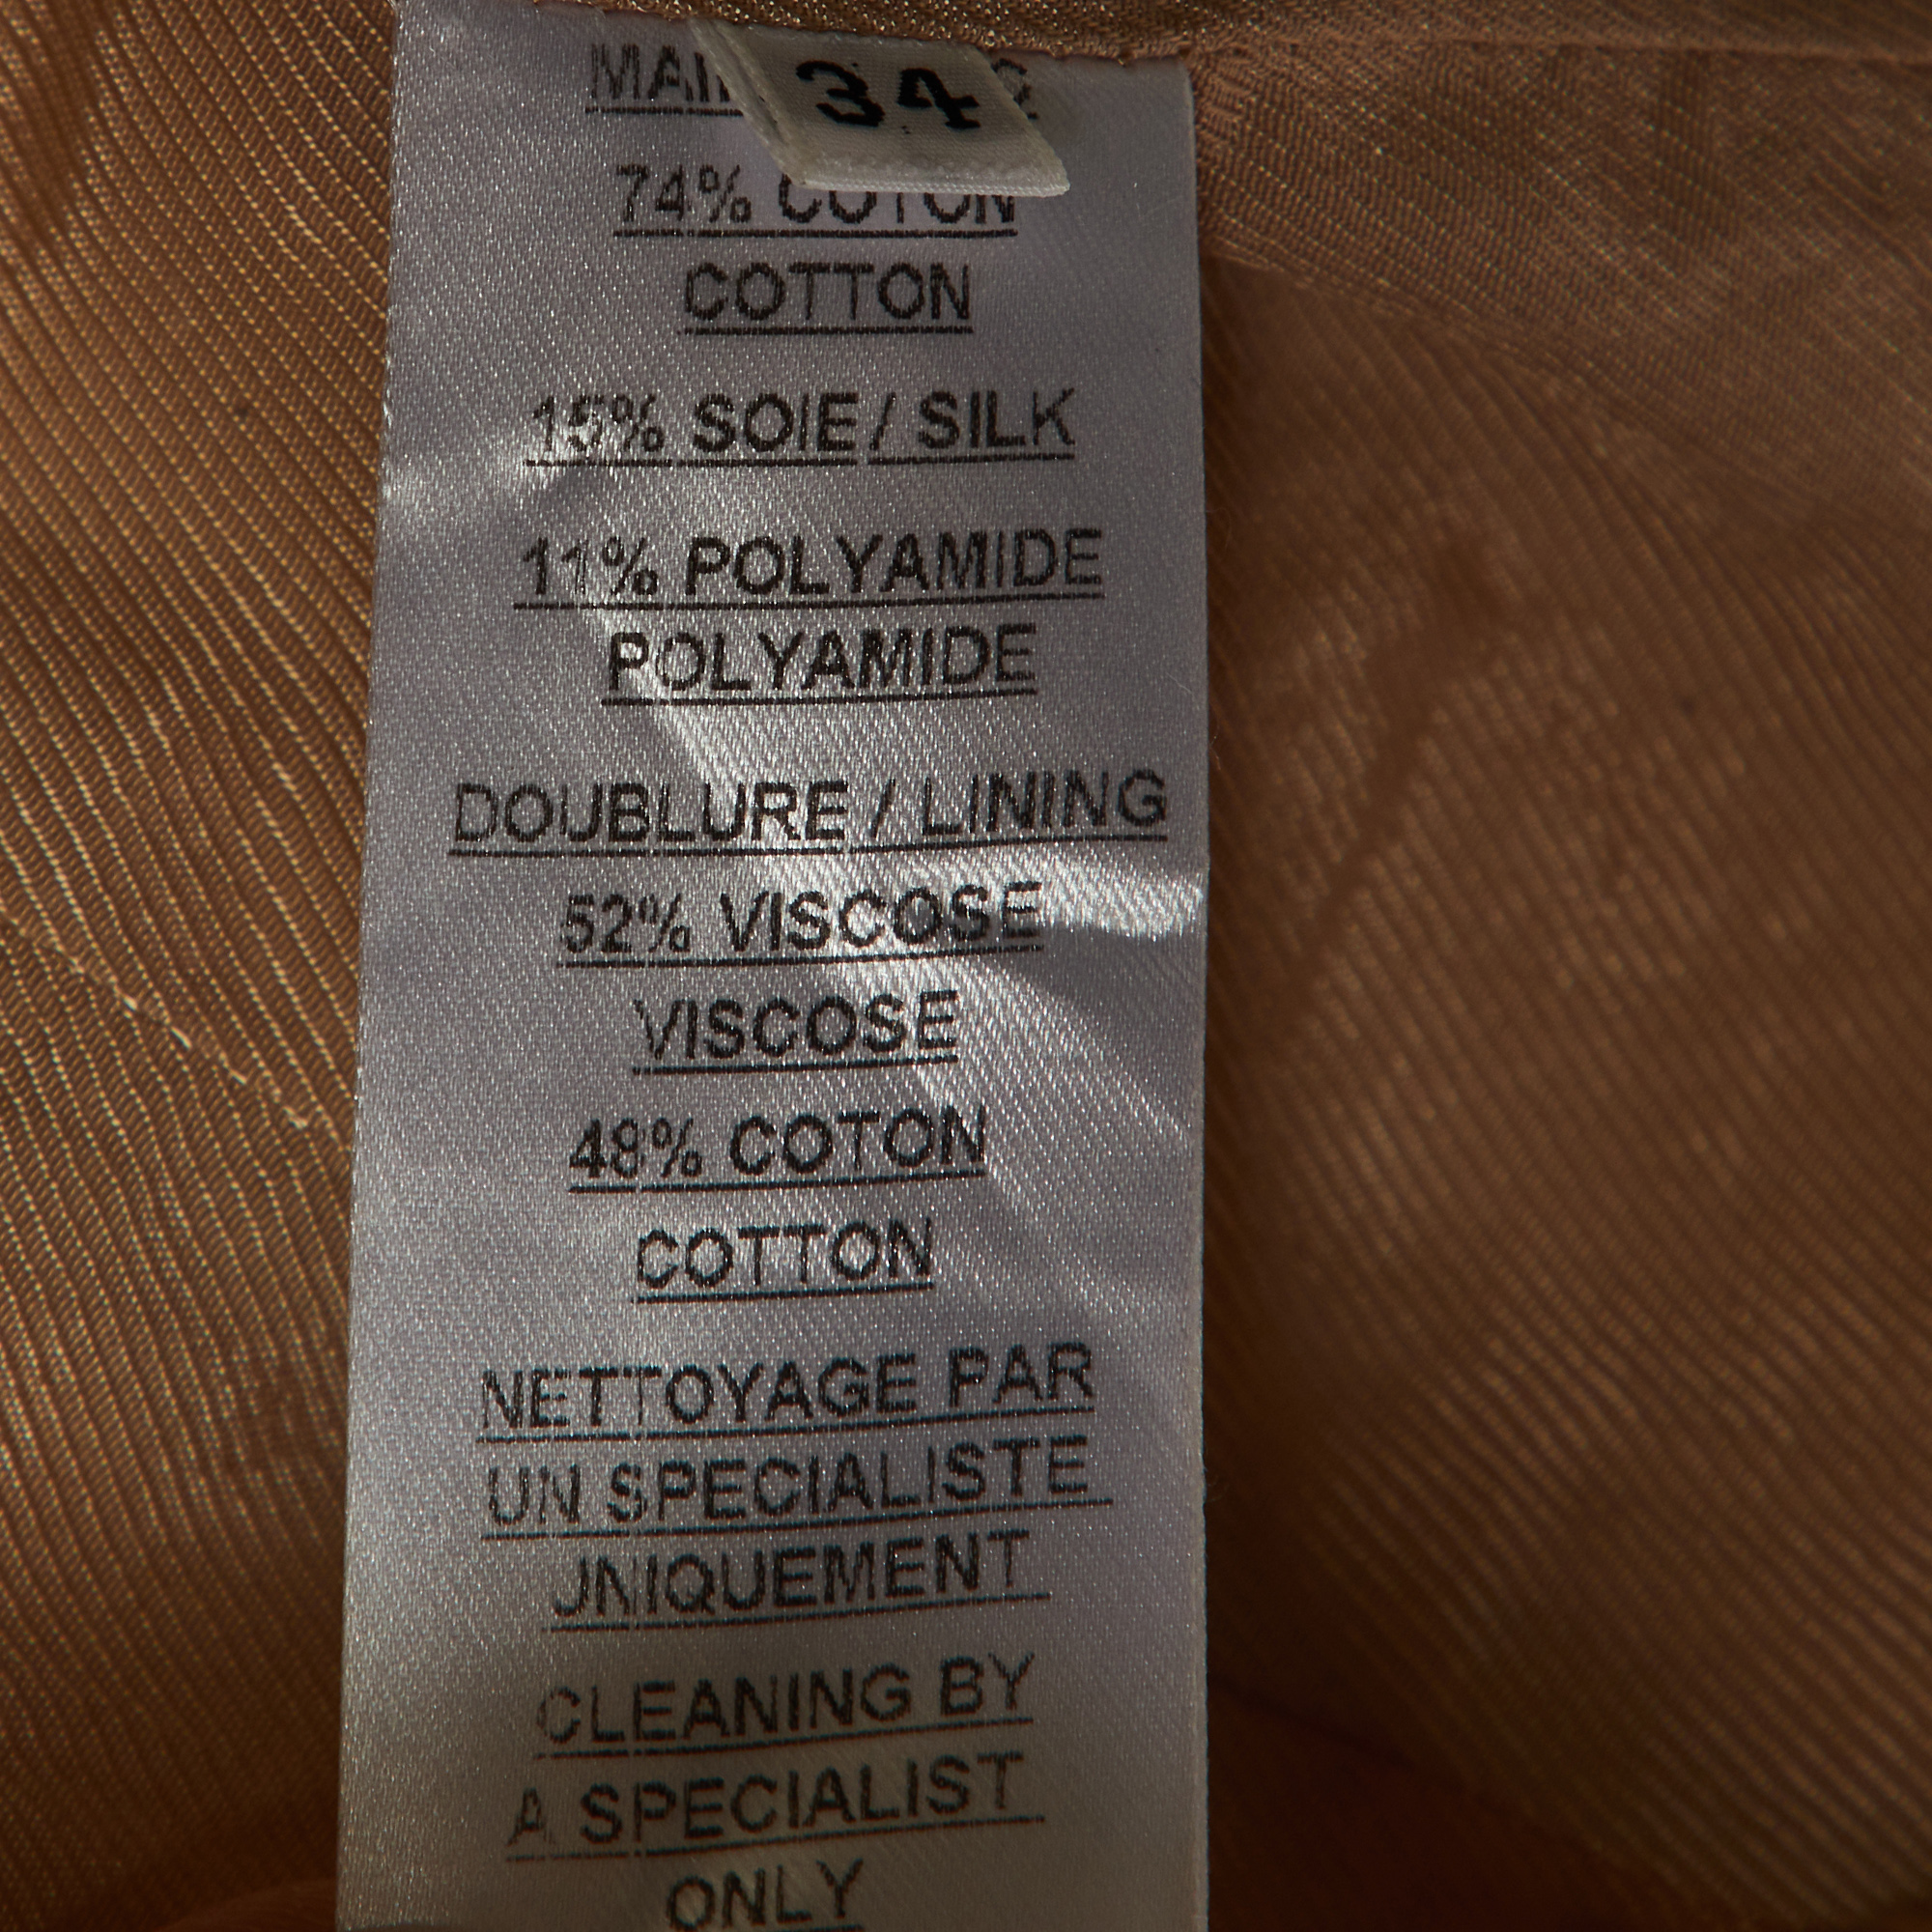 34
74% COTON
COTTON
15% SOIE / SILK
11% POLYAMIDE
POLYAMIDE
DOUBLURE / LINING
52% VISCOSE
VISCOSE
48% COTON
COTTON
NETTOYAGE PAR
UN SPECIALISTE
UNIQUEMENT
CLEANING BY
A SPECIALIST
ONLY